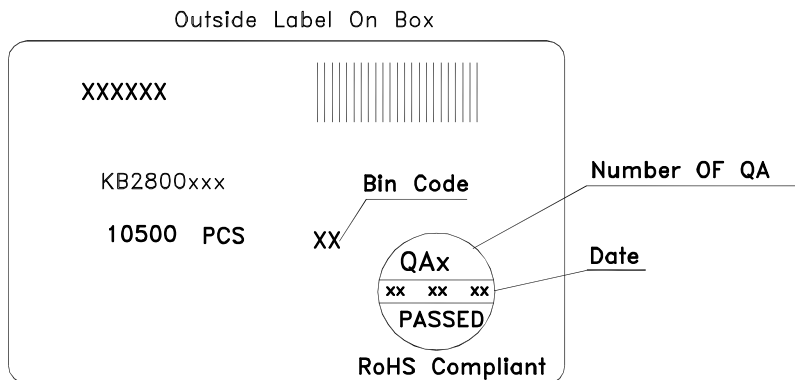 Outside Label On Box
XXXXXX
Number OF QA
KB2800xxx
Bin Code
10500 PCS
XX
Date
QAx
xx xx xx
PASSED
RoHS Compliant